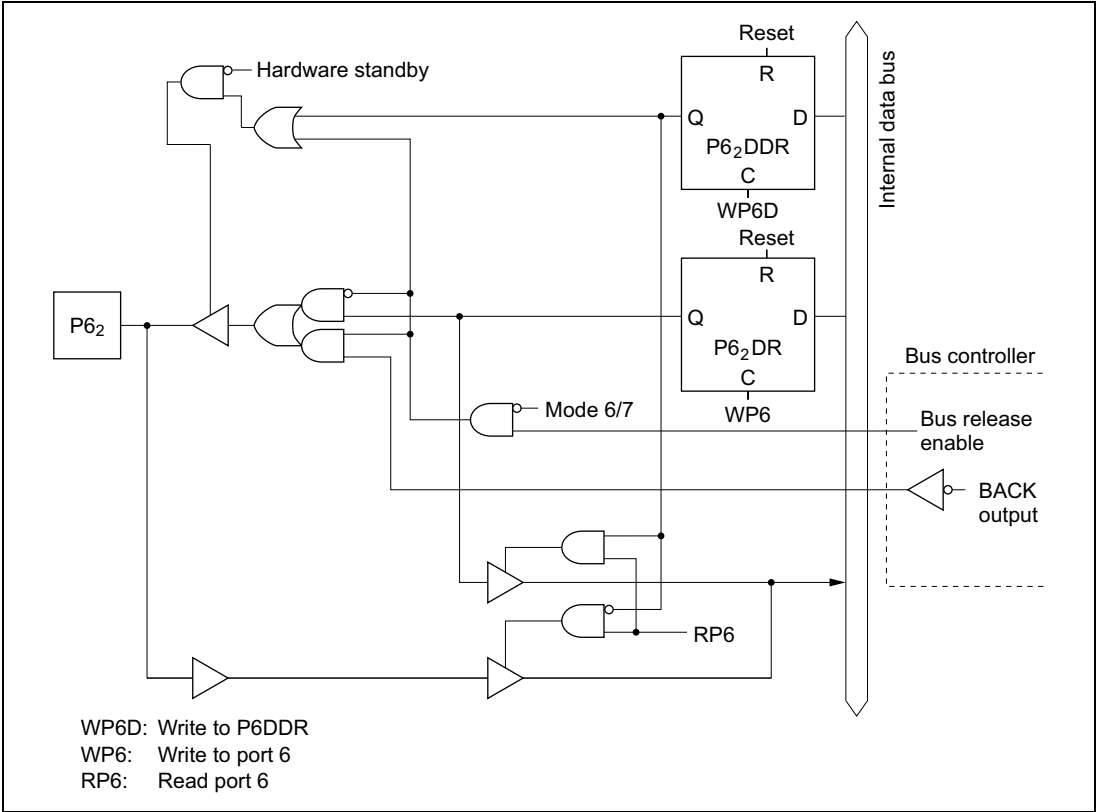 Reset
R
Hardware standby
Q
D
P6₂DDR
C
WP6D
Internal data bus
Reset
R
P6₂
Q
D
P6₂DR
C
WP6
Bus controller
Mode 6/7
Bus release
enable
BACK
output
RP6
WP6D: Write to P6DDR
WP6: Write to port 6
RP6: Read port 6